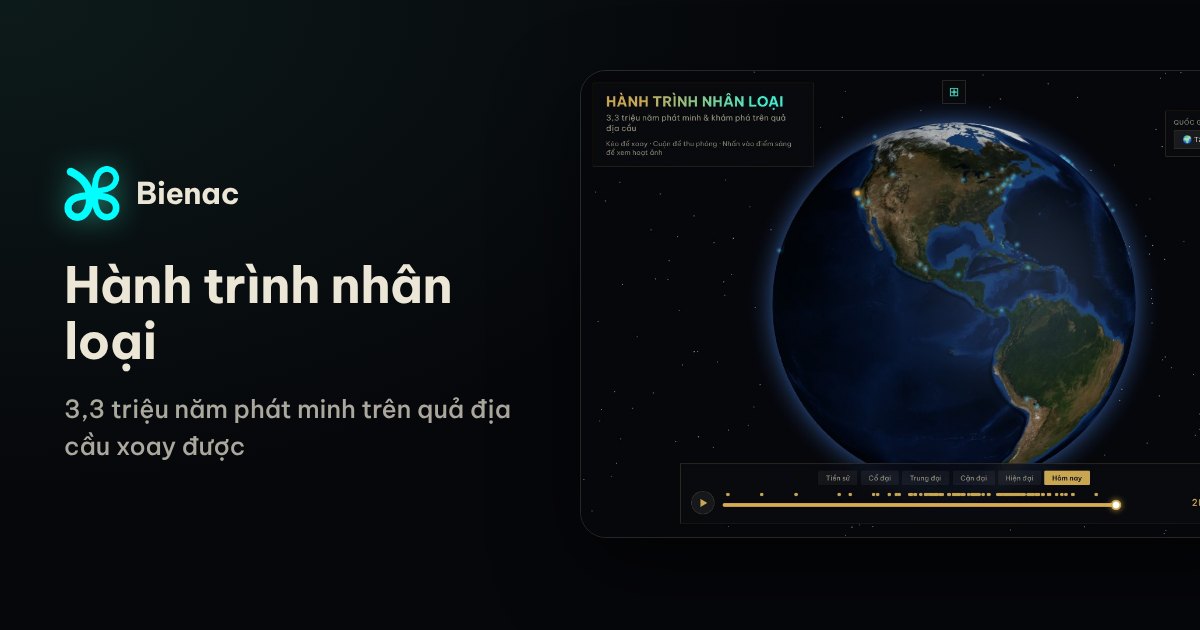 Bienac
Hành trình nhân
loại
3,3 triệu năm phát minh trên quả địa
cầu xoay được
HÀNH TRÌNH NHÂN LOẠI
3,3 triệu năm phát minh & khám phá trên quả
địa cầu
Kéo để xoay · Cuộn để thu phóng · Nhấn vào điểm sáng
để xem hoạt ảnh
QUỐC G
Tiền sử Cổ đại Trung đại Cận đại Hiện đại Hôm nay